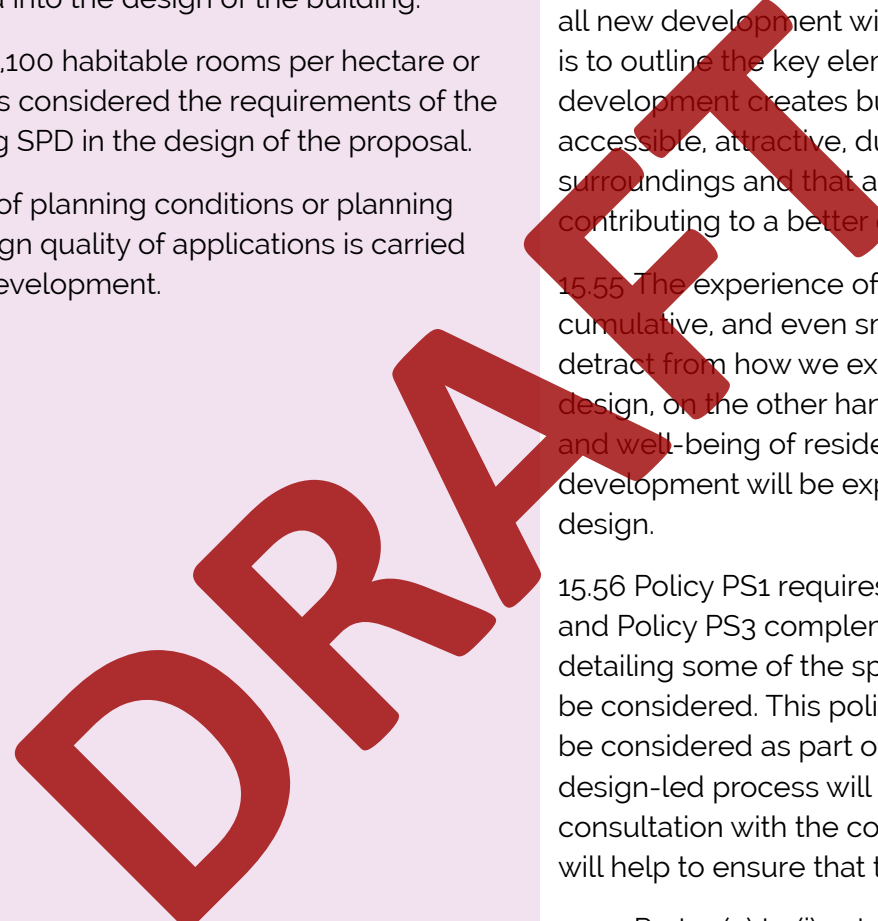 into the design of the building.
,100 habitable rooms per hectare or
s considered the requirements of the
g SPD in the design of the proposal.
of planning conditions or planning
gn quality of applications is carried
evelopment.
all new development wi
is to outline the key eler
development creates bu
accessible, attractive, du
surroundings and that a
contributing to a better
15.55 The experience of
cumulative, and even sr
detract from how we ex
design, on the other har
and well-being of reside
development will be exp
design.
15.56 Policy PS1 requires
and Policy PS3 complen
detailing some of the sp
be considered. This poli
be considered as part o
design-led process will
consultation with the co
will help to ensure that t
DRAFT